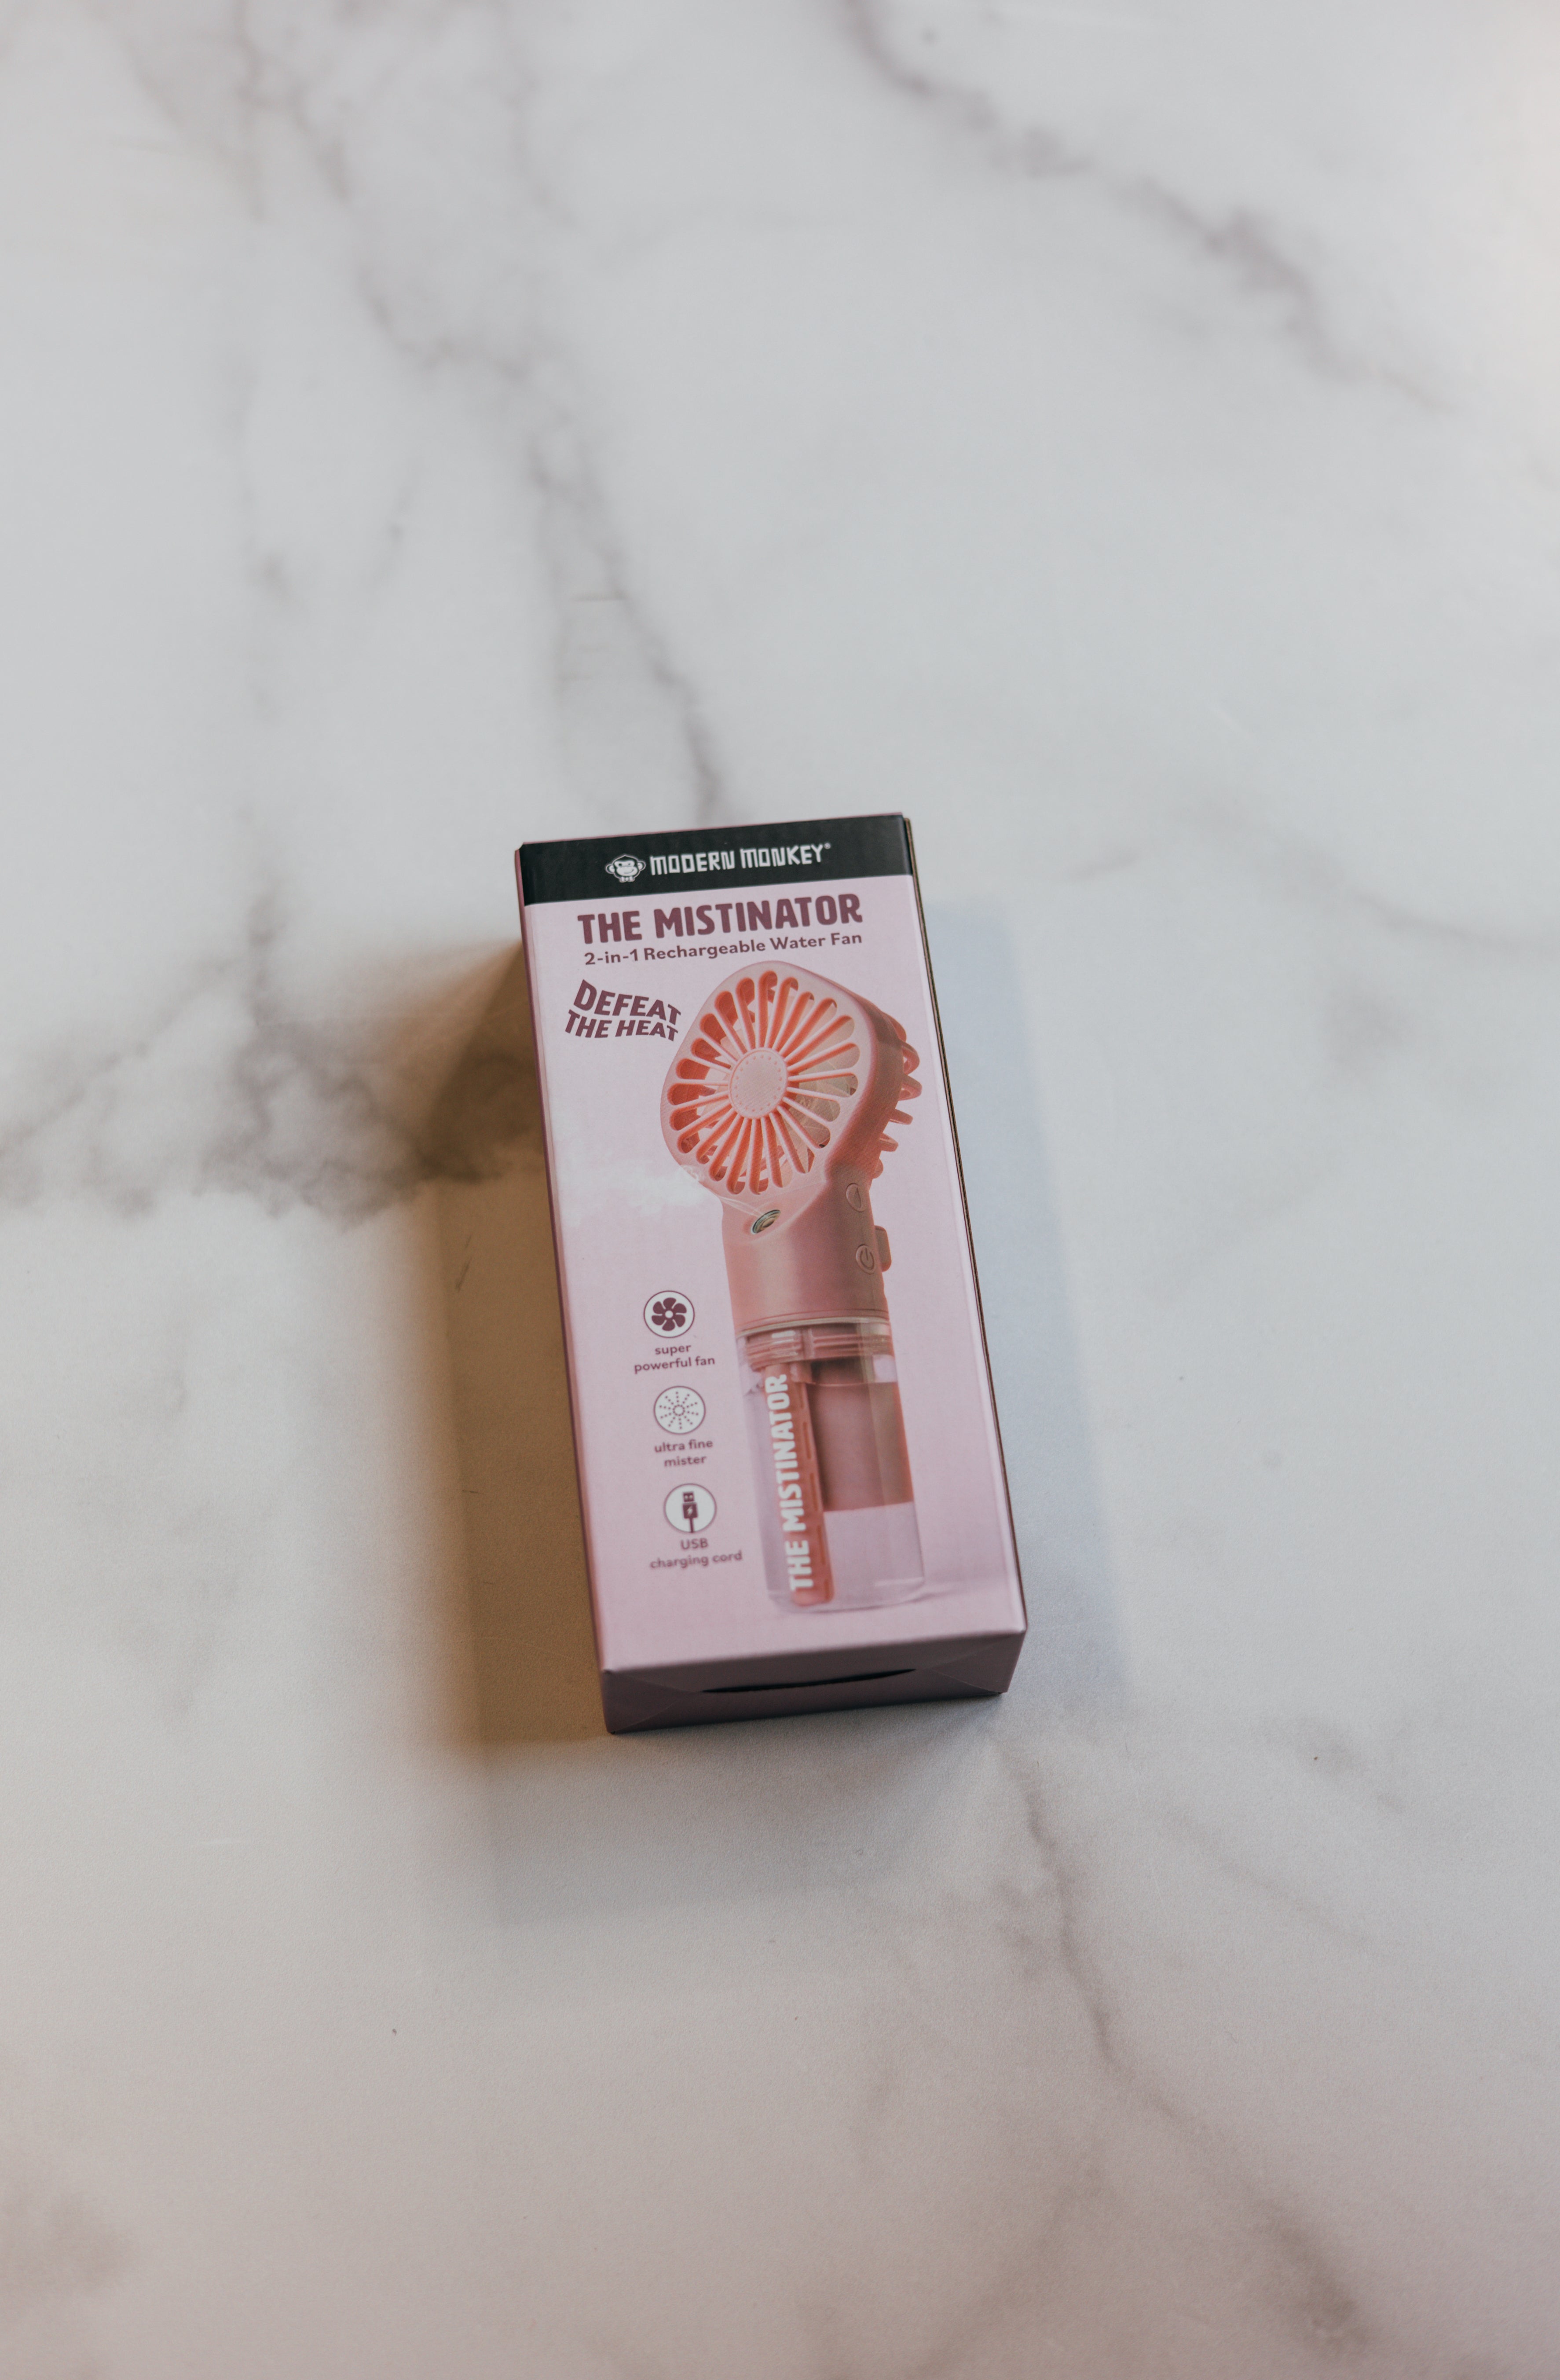 MODERN MONKEY®
THE MISTINATOR
2-in-1 Rechargeable Water Fan
DEFEAT
THE HEAT
super
powerful fan
ultra fine
mister
USB
charging cord
THE MISTINATOR